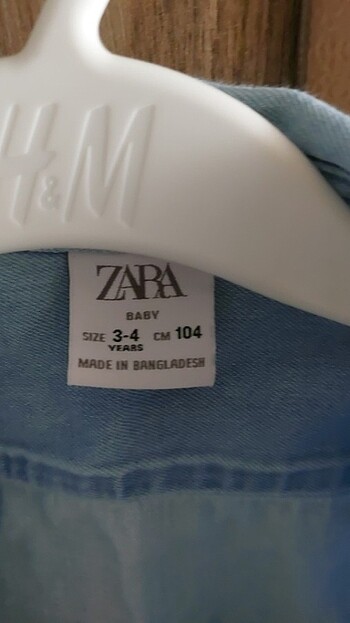 H&M
ZARA
BABY
SIZE 3-4 CM 104
YEARS
MADE IN BANGLADESH